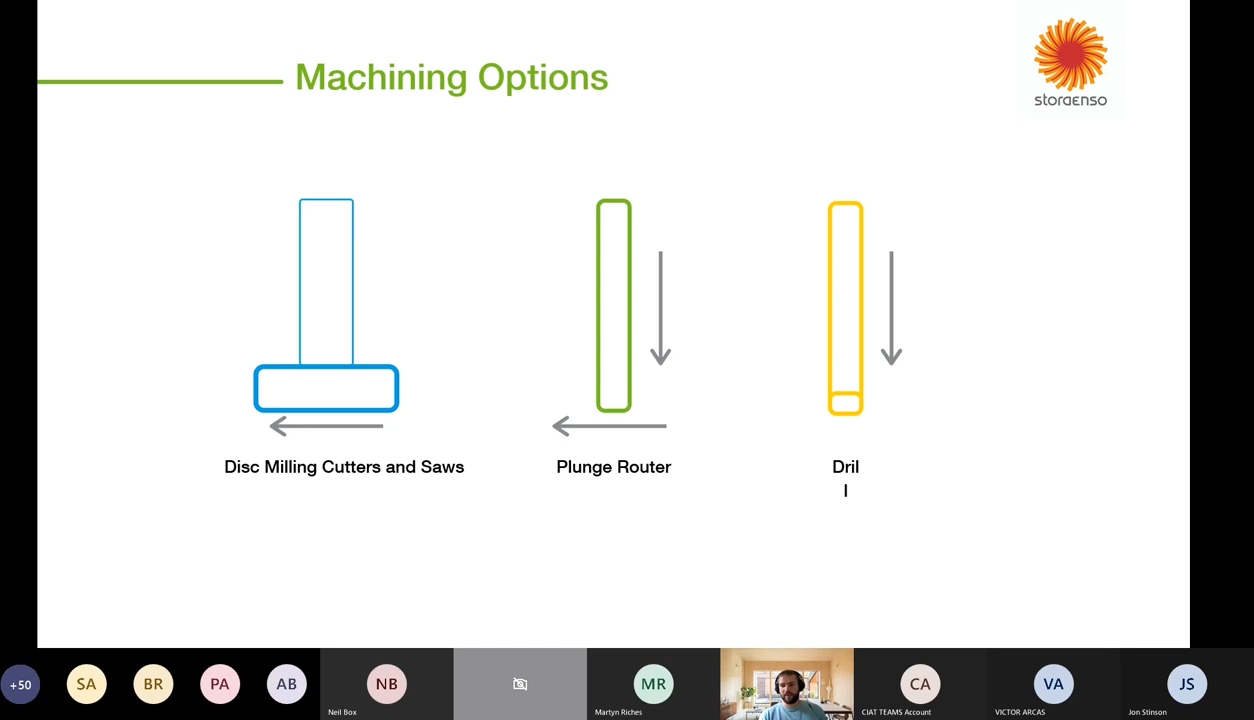 Machining Options
storaenso
Disc Milling Cutters and Saws
Plunge Router
Dril
l
+50
SA
BR
PA
AB
NB
Neil Box
MR
Martyn Riches
CA
CIAT TEAMS Account
VA
VICTOR ARCAS
JS
Jon Stinson